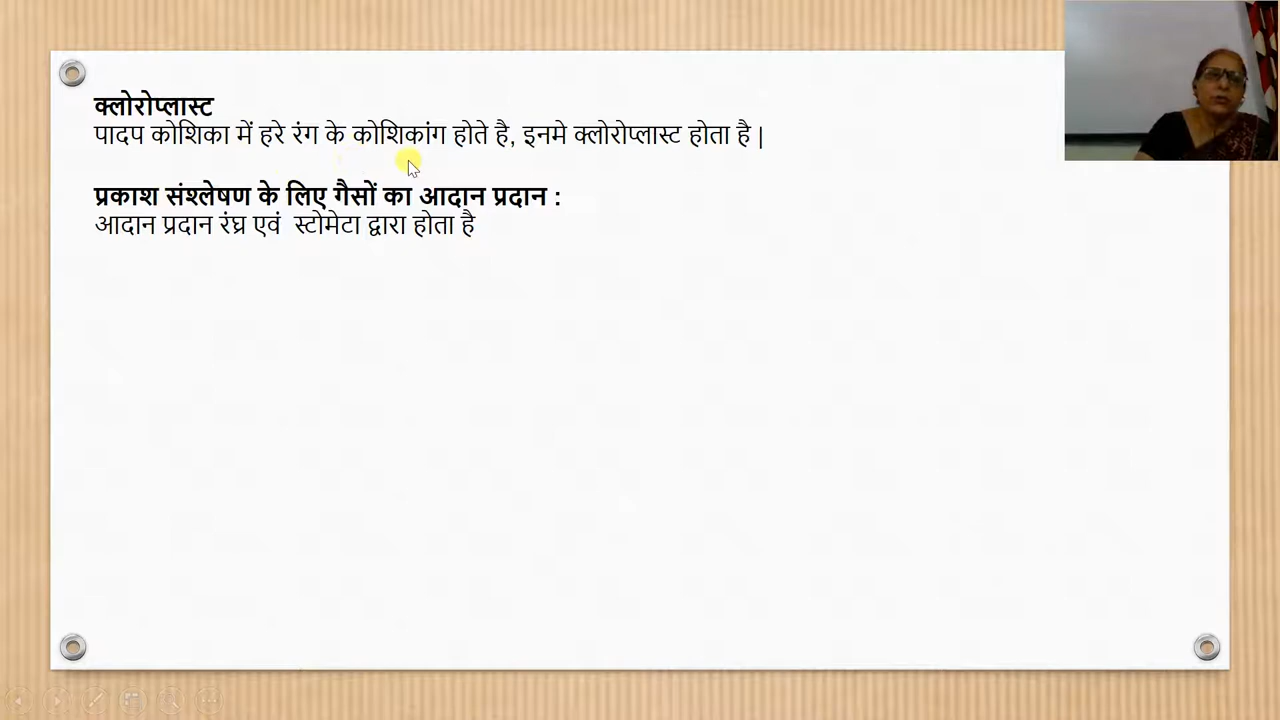 क्लोरोप्लास्ट
पादप कोशिका में हरे रंग के कोशिकांग होते है, इनमे क्लोरोप्लास्ट होता है |
प्रकाश संश्लेषण के लिए गैसों का आदान प्रदान :
आदान प्रदान रंघ्र एवं स्टोमेटा द्वारा होता है